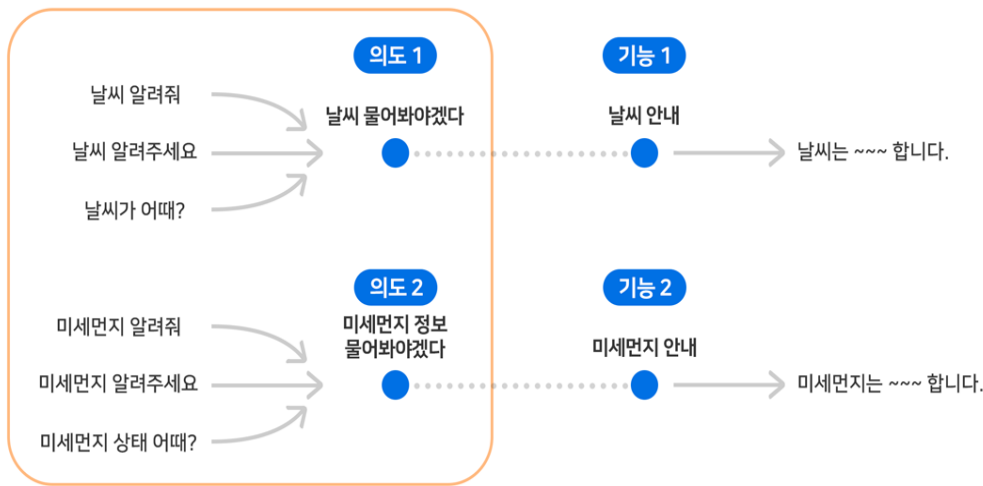 의도 1
기능 1
날씨 알려줘
날씨 물어봐야겠다
날씨 안내
날씨 알려주세요
날씨는 ~~~ 합니다.
날씨가 어때?
의도 2
기능 2
미세먼지 알려줘
미세먼지 정보
물어봐야겠다
미세먼지 안내
미세먼지 알려주세요
미세먼지는 ~~~ 합니다.
미세먼지 상태 어때?